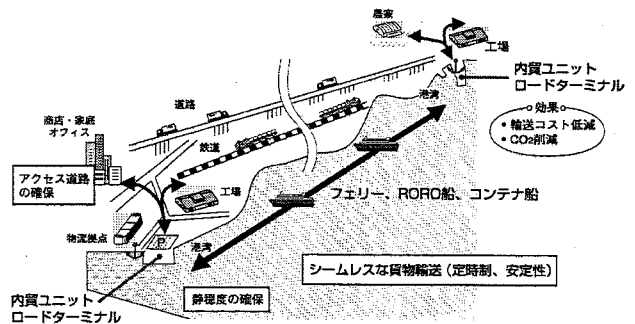 農家
工場
内貿ユニット
ロードターミナル
港湾
効果
• 輸送コスト低減
• CO2削減
道路
商店・家庭
オフィス
鉄道
アクセス道路
の確保
工場
フェリー、RORO船、コンテナ船
物流拠点
P
港湾
シームレスな貨物輸送（定時制、安定性）
静穏度の確保
内貿ユニット
ロードターミナル